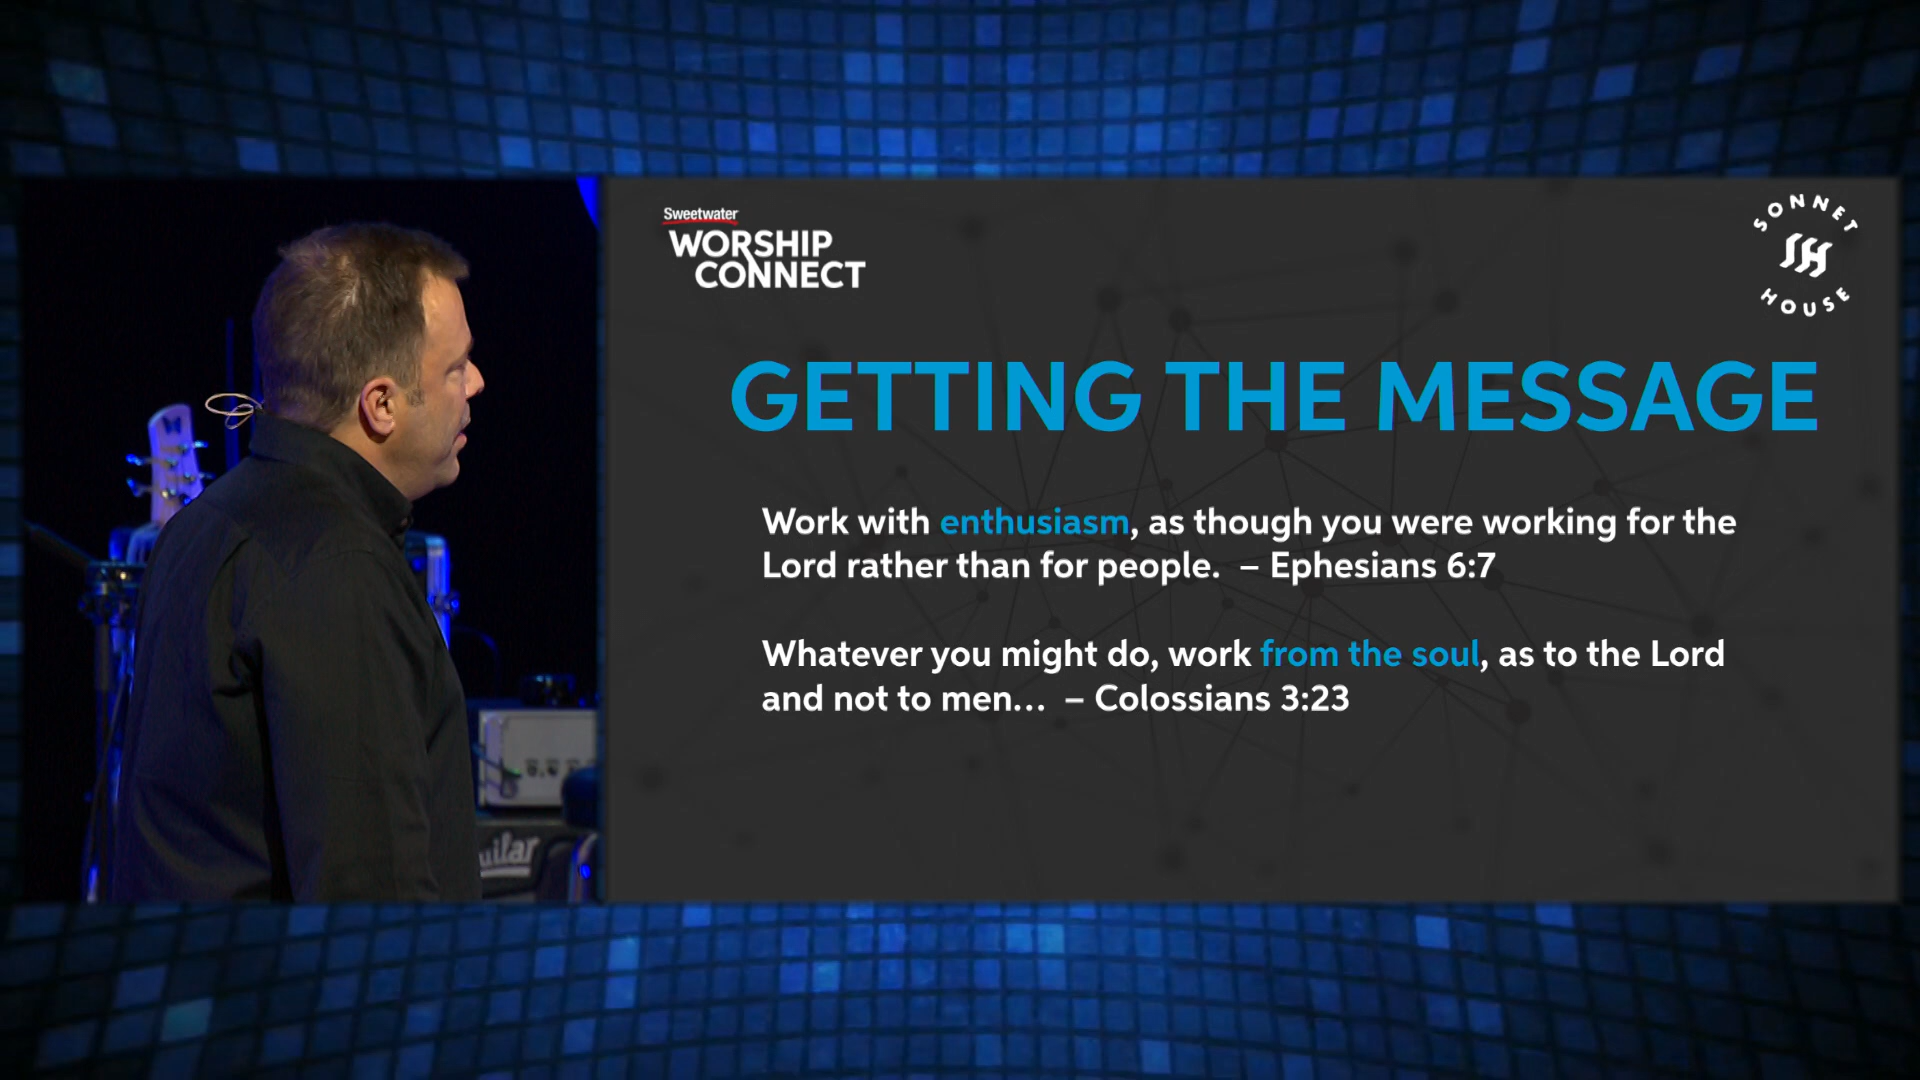 Sweetwater
WORSHIP
CONNECT
SONNET
SH
HOUSE
GETTING THE MESSAGE
Work with enthusiasm, as though you were working for the
Lord rather than for people. – Ephesians 6:7
Whatever you might do, work from the soul, as to the Lord
and not to men... – Colossians 3:23